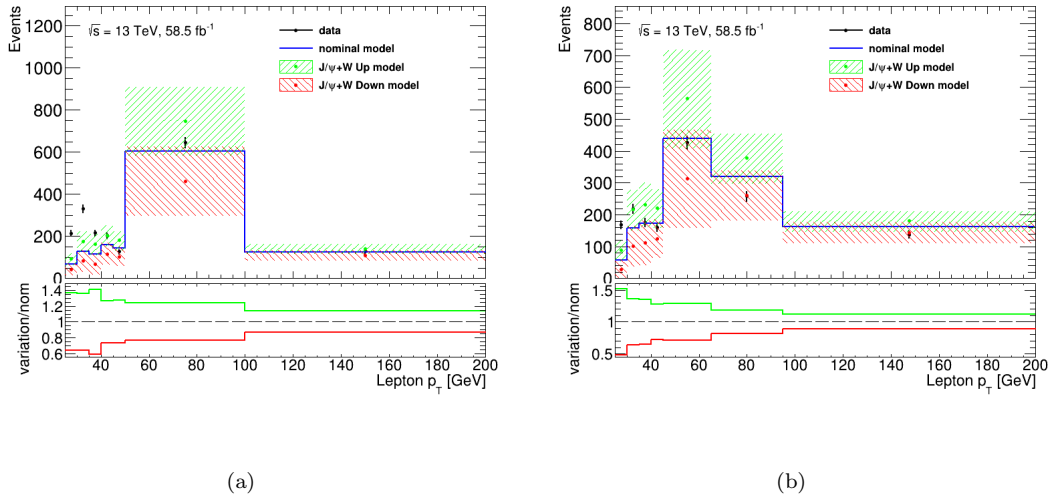 Events
1200
1000
800
600
400
200
0
√s = 13 TeV, 58.5 fb⁻¹
data
nominal model
J/ψ+W Up model
J/ψ+W Down model
variation/nom
1.4
1.2
1
0.8
0.6
40 60 80 100 120 140 160 180 200
Lepton p_T [GeV]
(a)
Events
800
700
600
500
400
300
200
100
0
√s = 13 TeV, 58.5 fb⁻¹
data
nominal model
J/ψ+W Up model
J/ψ+W Down model
variation/nom
1.5
1
0.5
40 60 80 100 120 140 160 180 200
Lepton p_T [GeV]
(b)